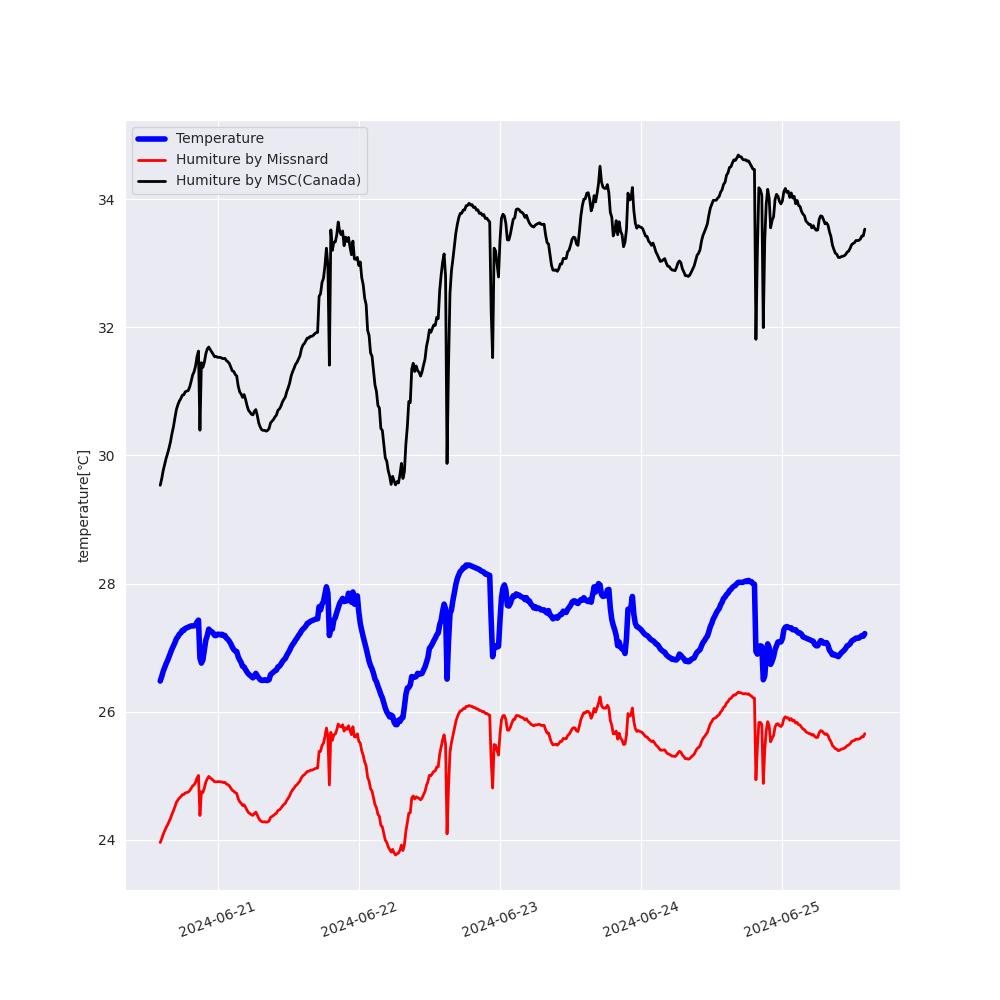 Temperature
Humiture by Missnard
Humiture by MSC(Canada)
34
32
30
28
26
24
temperature[℃]
2024-06-21
2024-06-22
2024-06-23
2024-06-24
2024-06-25